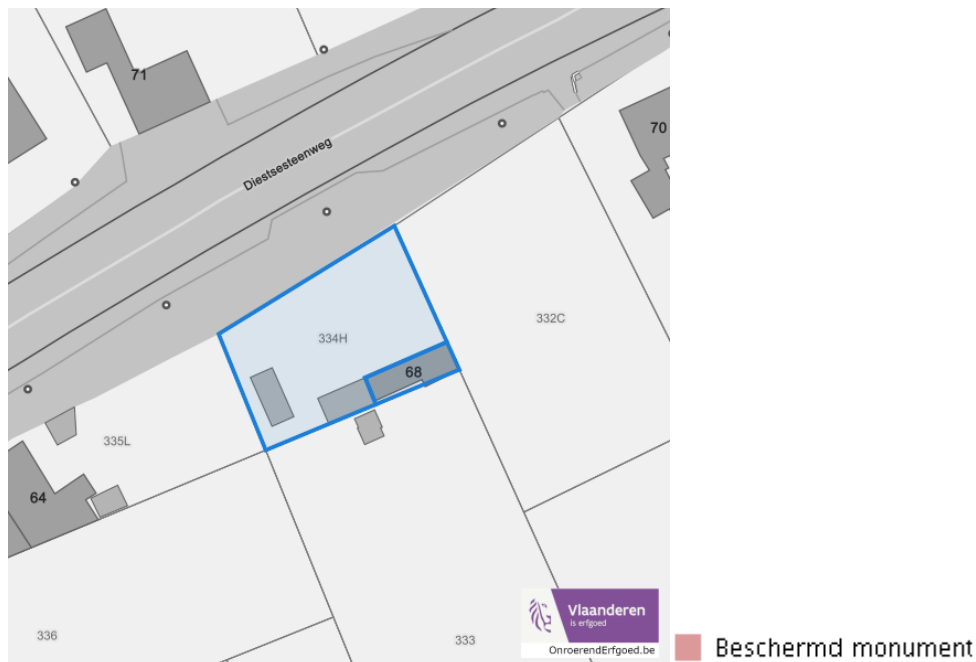 71
Diestsesteenweg
70
334H
332C
68
335L
64
336
333
Vlaanderen
is erfgoed
OnroerendErfgoed.be
Beschermd monument